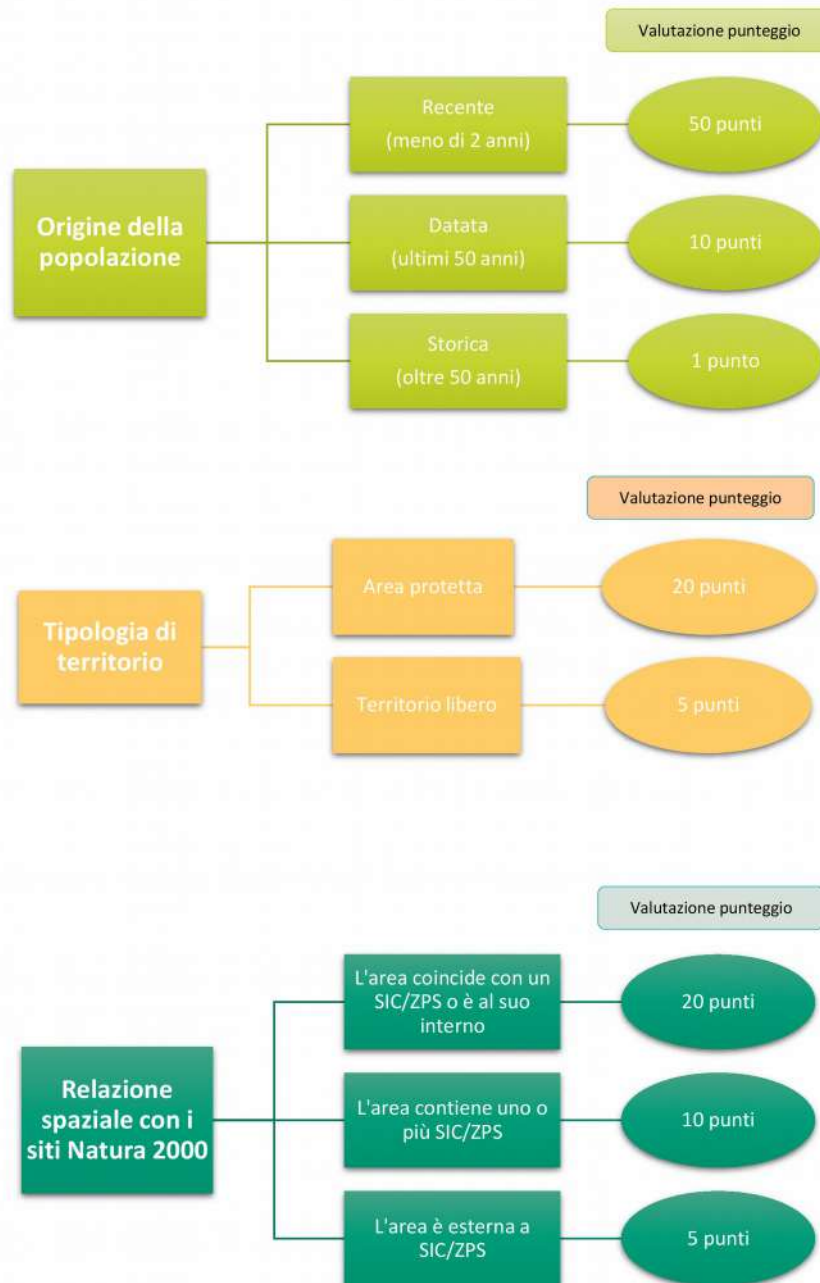 Valutazione punteggio
Origine della
popolazione
Recente
(meno di 2 anni)
50 punti
Datata
(ultimi 50 anni)
10 punti
Storica
(oltre 50 anni)
1 punto
Valutazione punteggio
Tipologia di
territorio
Area protetta
20 punti
Territorio libero
5 punti
Valutazione punteggio
Relazione
spaziale con i
siti Natura 2000
L'area coincide con un
SIC/ZPS o è al suo
interno
20 punti
L'area contiene uno o
più SIC/ZPS
10 punti
L'area è esterna a
SIC/ZPS
5 punti